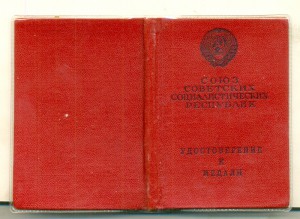 СОЮЗ
СОВЕТСКИХ
СОЦИАЛИСТИЧЕСКИХ
РЕСПУБЛИК
УДОСТОВЕРЕНИЕ
К
МЕДАЛИ